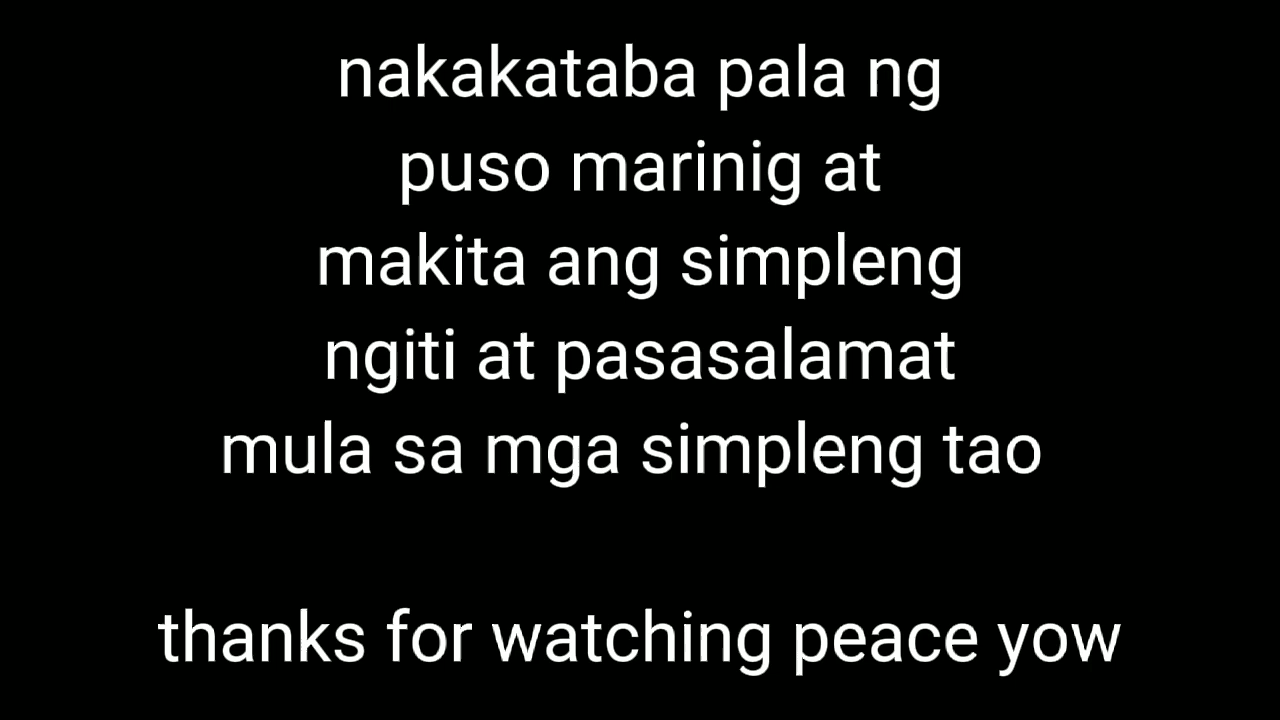 nakakataba pala ng
puso marinig at
makita ang simpleng
ngiti at pasasalamat
mula sa mga simpleng tao
thanks for watching peace yow